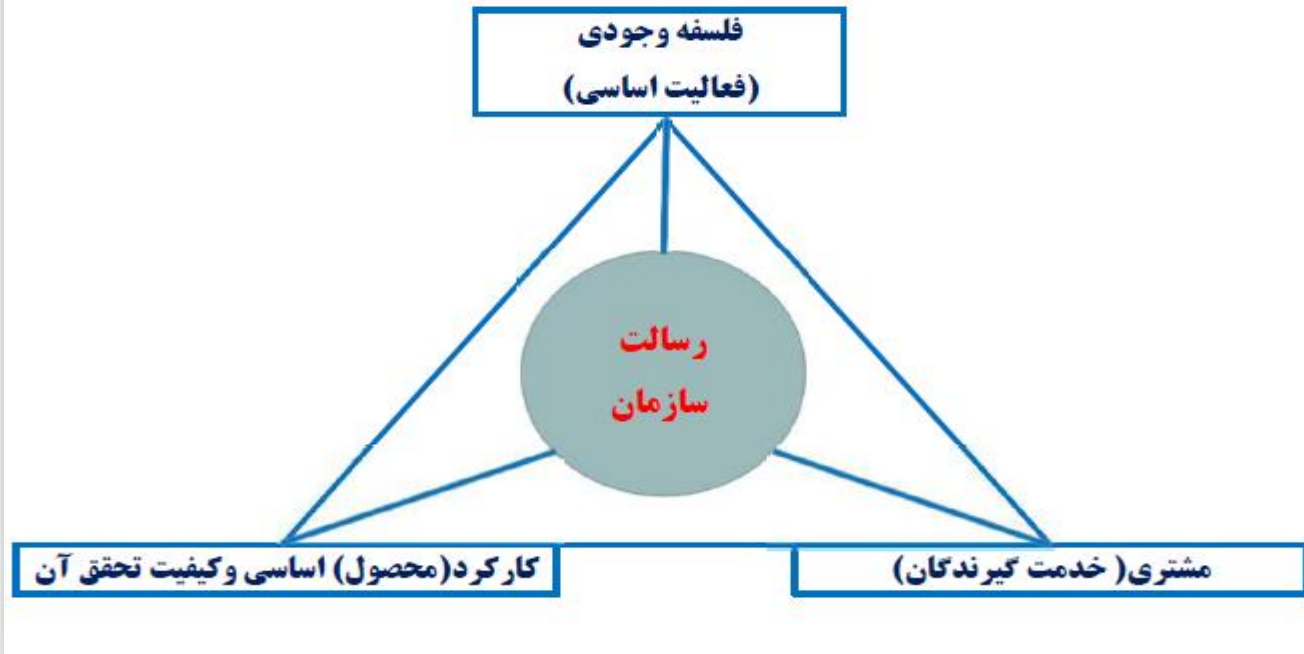 فلسفه وجودی
(فعالیت اساسی)
رسالت
سازمان
مشتری( خدمت گیرندگان)
کارکرد(محصول) اساسی وکیفیت تحقق آن